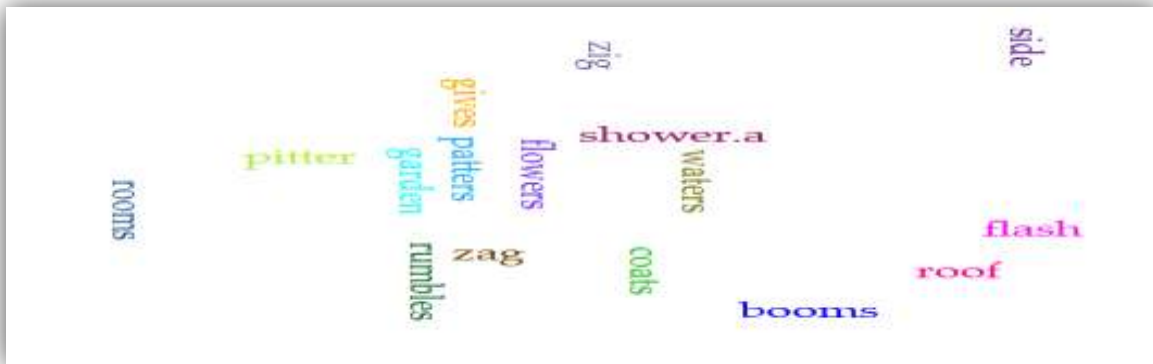 side
zig
gives
shower.a
pitter
patters
flowers
garden
waters
rooms
flash
rumbles
zag
coats
roof
booms